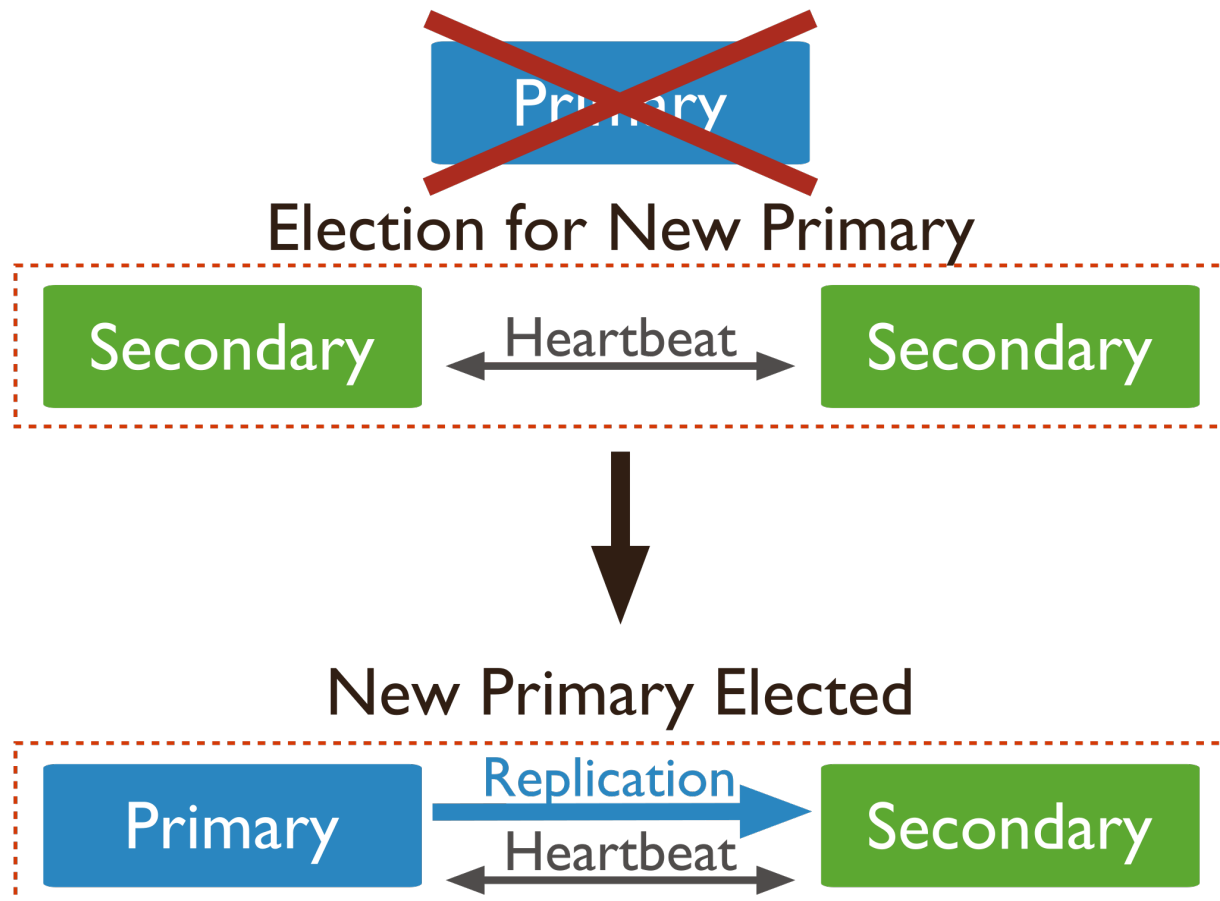 Primary
Election for New Primary
Secondary
Heartbeat
Secondary
New Primary Elected
Primary
Replication
Heartbeat
Secondary